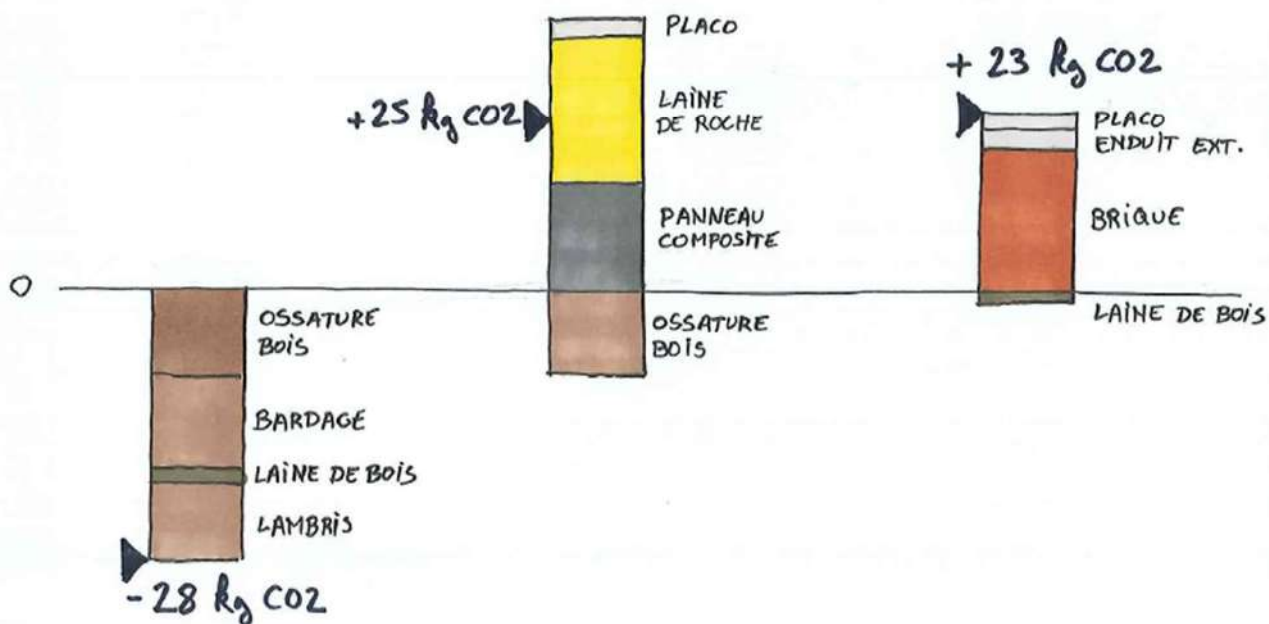 PLACO
+ 23 kg CO2
+25 kg CO2
LAINE
DE ROCHE
PLACO
ENDUIT EXT.
PANNEAU
COMPOSITE
BRIQUE
O
OSSATURE
BOIS
OSSATURE
BOIS
LAINE DE BOIS
BARDAGE
LAINE DE BOIS
LAMBRIS
- 28 kg CO2